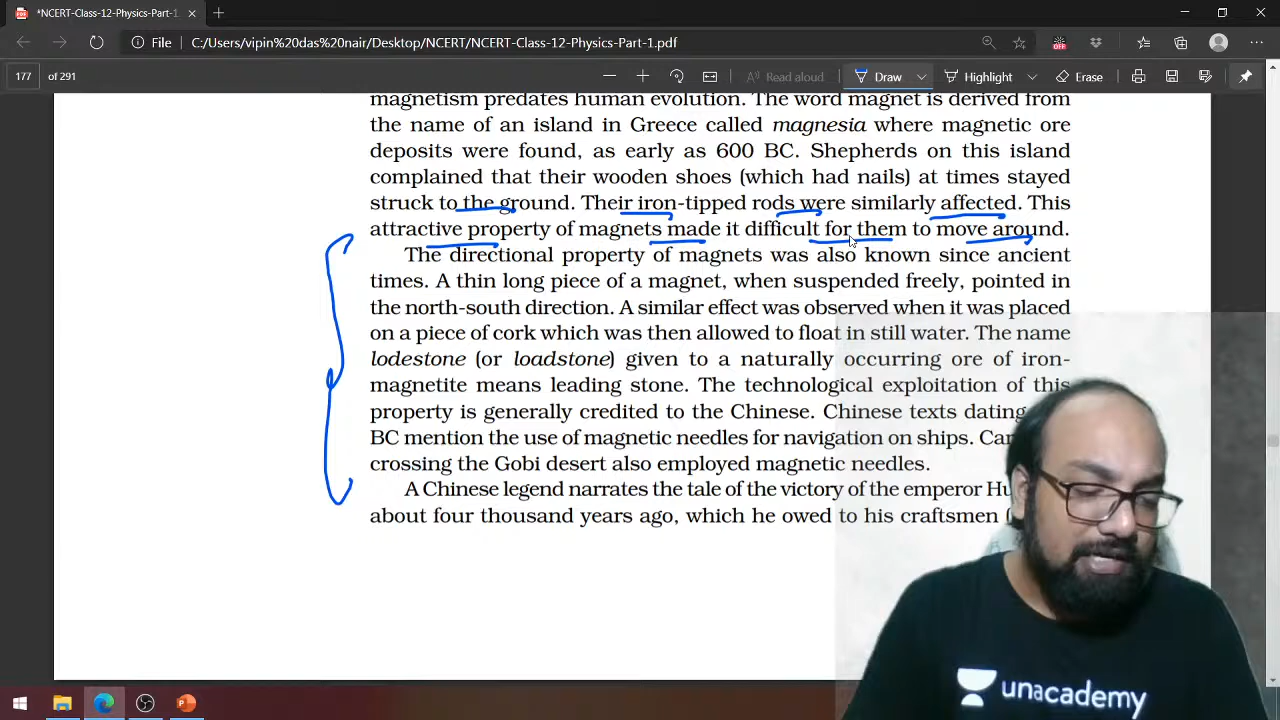 *NCERT-Class-12-Physics-Part-1.
File C:/Users/vipin%20das%20nair/Desktop/NCERT/NCERT-Class-12-Physics-Part-1.pdf
177 of 291 Read aloud Draw Highlight Erase
magnetism predates human evolution. The word magnet is derived from
the name of an island in Greece called magnesia where magnetic ore
deposits were found, as early as 600 BC. Shepherds on this island
complained that their wooden shoes (which had nails) at times stayed
struck to the ground. Their iron-tipped rods were similarly affected. This
attractive property of magnets made it difficult for them to move around.
The directional property of magnets was also known since ancient
times. A thin long piece of a magnet, when suspended freely, pointed in
the north-south direction. A similar effect was observed when it was placed
on a piece of cork which was then allowed to float in still water. The name
lodestone (or loadstone) given to a naturally occurring ore of iron-
magnetite means leading stone. The technological exploitation of this
property is generally credited to the Chinese. Chinese texts dating
BC mention the use of magnetic needles for navigation on ships.
crossing the Gobi desert also employed magnetic needles.
A Chinese legend narrates the tale of the victory of the emperor
about four thousand years ago, which he owed to his craftsmen
unacademy